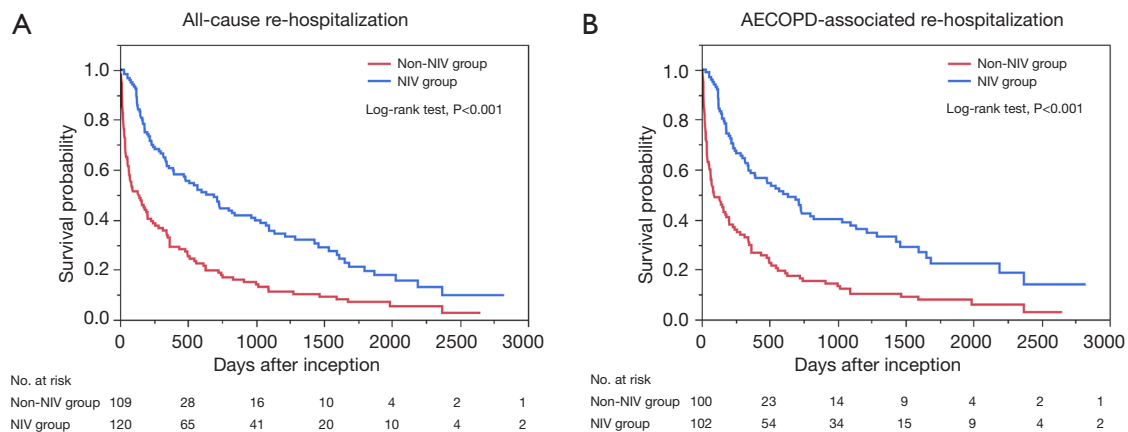 A
All-cause re-hospitalization
Survival probability
1.0
0.8
0.6
0.4
0.2
0.0
Non-NIV group
NIV group
Log-rank test, P<0.001
0 500 1000 1500 2000 2500 3000
Days after inception
No. at risk
Non-NIV group 109 28 16 10 4 2 1
NIV group 120 65 41 20 10 4 2
B
AECOPD-associated re-hospitalization
Survival probability
1.0
0.8
0.6
0.4
0.2
0.0
Non-NIV group
NIV group
Log-rank test, P<0.001
0 500 1000 1500 2000 2500 3000
Days after inception
No. at risk
Non-NIV group 100 23 14 9 4 2 1
NIV group 102 54 34 15 9 4 2